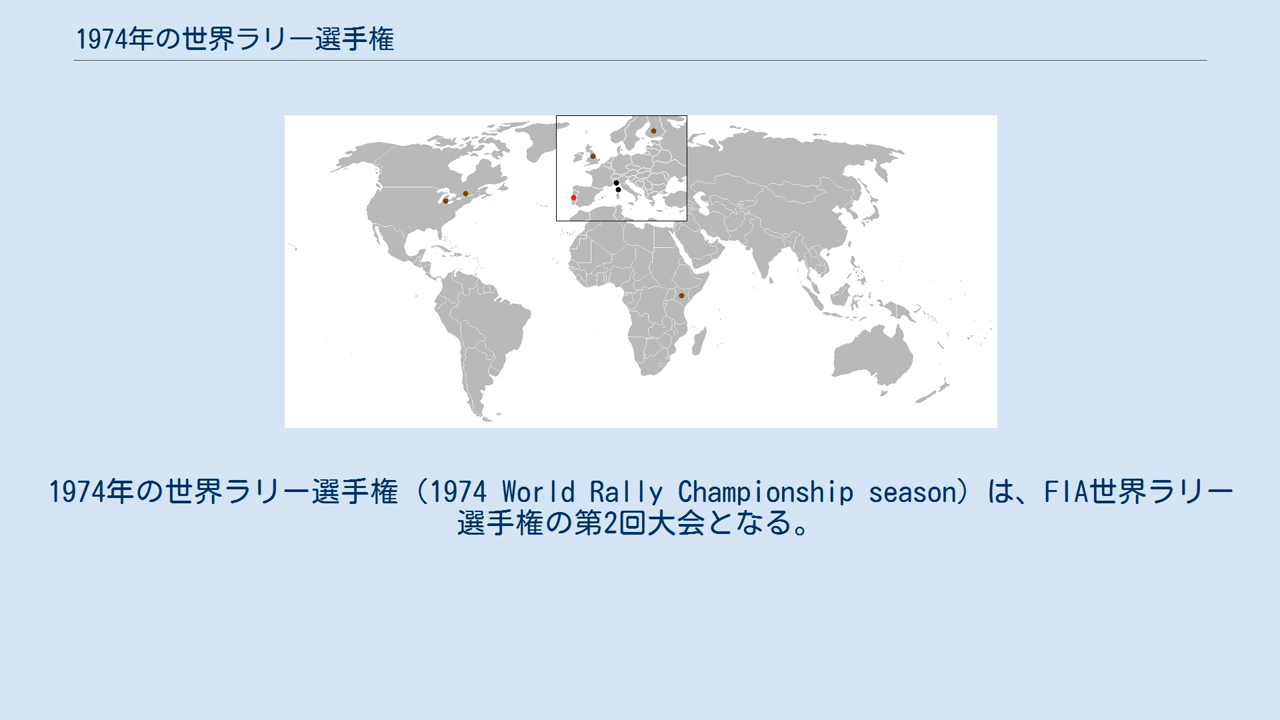 1974年の世界ラリー選手権
1974年の世界ラリー選手権（1974 World Rally Championship season）は、FIA世界ラリー
選手権の第2回大会となる。